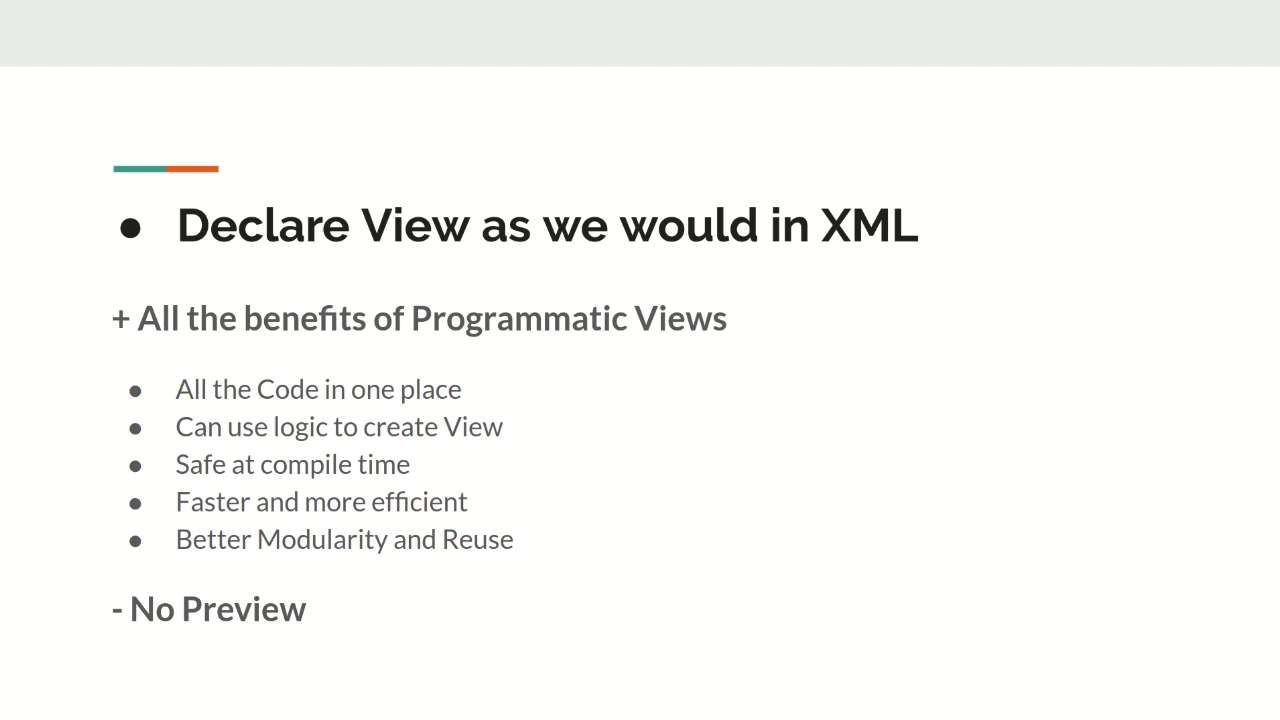 ● Declare View as we would in XML
+ All the benefits of Programmatic Views
● All the Code in one place
● Can use logic to create View
● Safe at compile time
● Faster and more efficient
● Better Modularity and Reuse
- No Preview